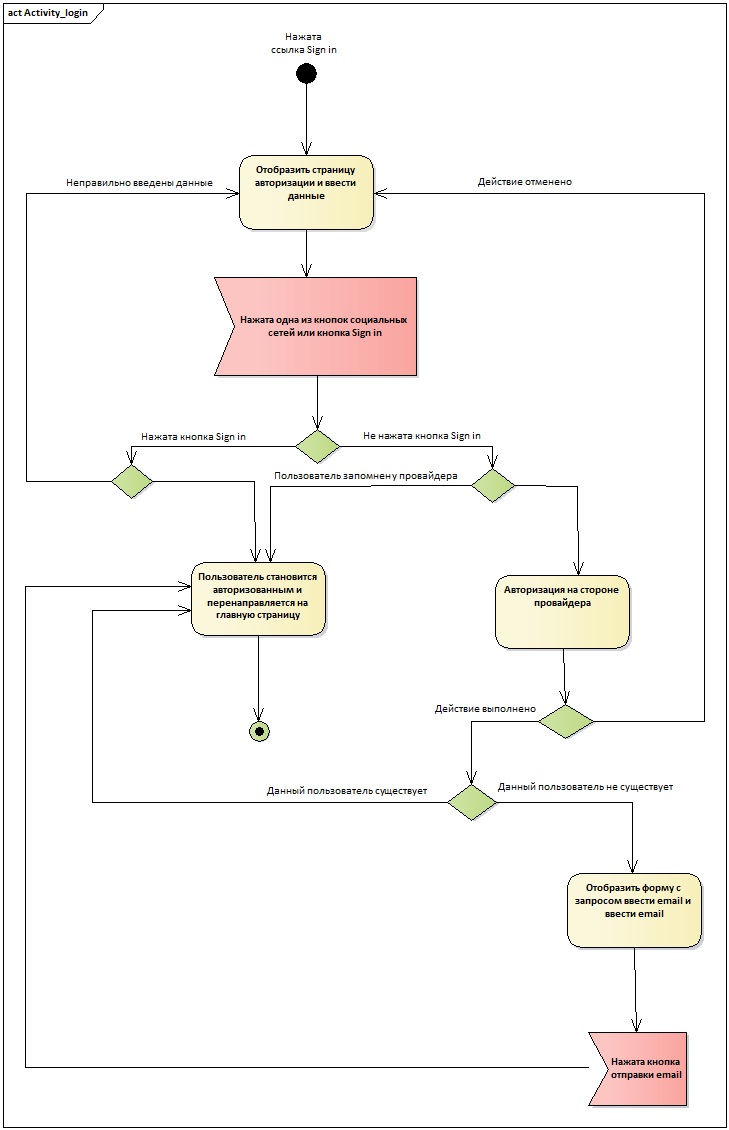 act Activity_login
Нажата
ссылка Sign in
Отобразить страницу
авторизации и ввести
данные
Неправильно введены данные
Действие отменено
Нажата одна из кнопок социальных
сетей или кнопка Sign in
Нажата кнопка Sign in
Не нажата кнопка Sign in
Пользователь запомнен у провайдера
Пользователь становится
авторизованным и
перенаправляется на
главную страницу
Авторизация на стороне
провайдера
Действие выполнено
Данный пользователь существует
Данный пользователь не существует
Отобразить форму с
запросом ввести email и
ввести email
Нажата кнопка
отправки email